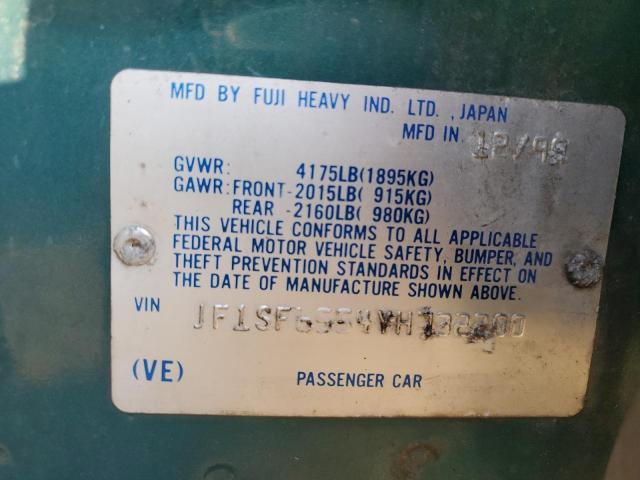 MFD BY FUJI HEAVY IND. LTD., JAPAN
MFD IN 12/99
GVWR: 4175LB(1895KG)
GAWR: FRONT-2015LB( 915KG)
REAR -2160LB( 980KG)
THIS VEHICLE CONFORMS TO ALL APPLICABLE
FEDERAL MOTOR VEHICLE SAFETY, BUMPER, AND
THEFT PREVENTION STANDARDS IN EFFECT ON
THE DATE OF MANUFACTURE SHOWN ABOVE.
VIN
(VE) PASSENGER CAR